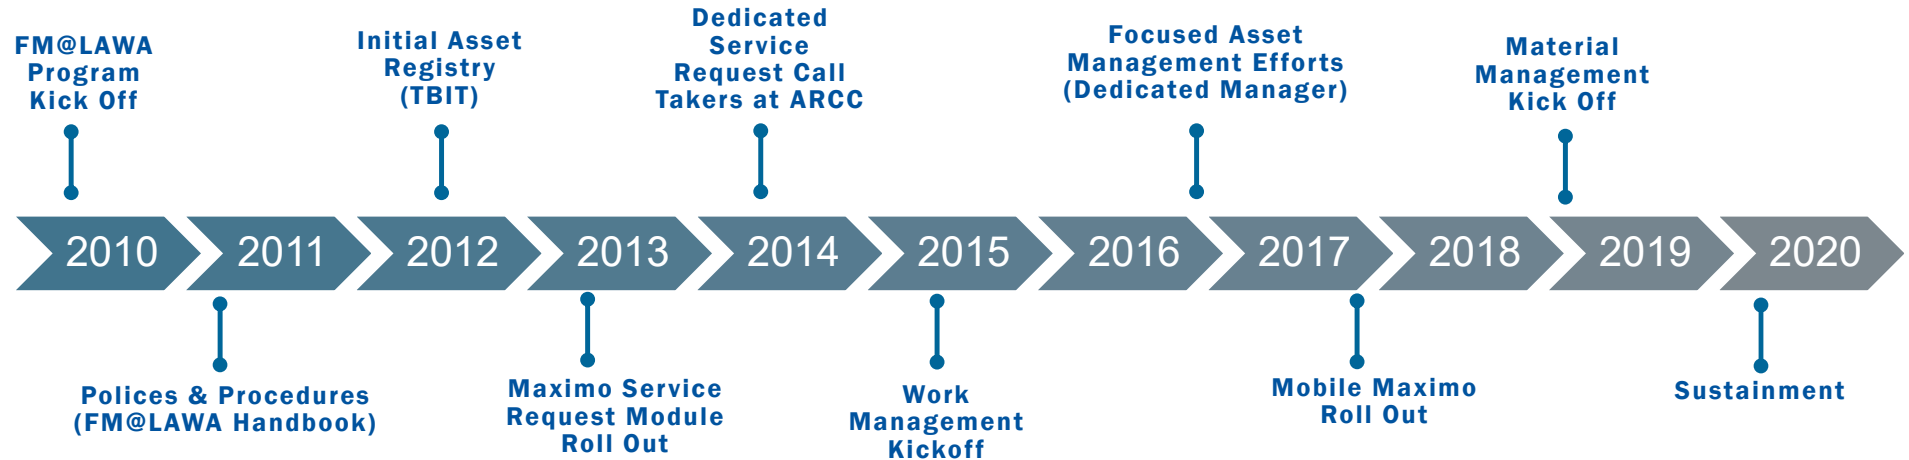 FM@LAWA
Program
Kick Off
Initial Asset
Registry
(TBIT)
Dedicated
Service
Request Call
Takers at ARCC
Focused Asset
Management Efforts
(Dedicated Manager)
Material
Management
Kick Off
2010
2011
2012
2013
2014
2015
2016
2017
2018
2019
2020
Polices & Procedures
(FM@LAWA Handbook)
Maximo Service
Request Module
Roll Out
Work
Management
Kickoff
Mobile Maximo
Roll Out
Sustainment